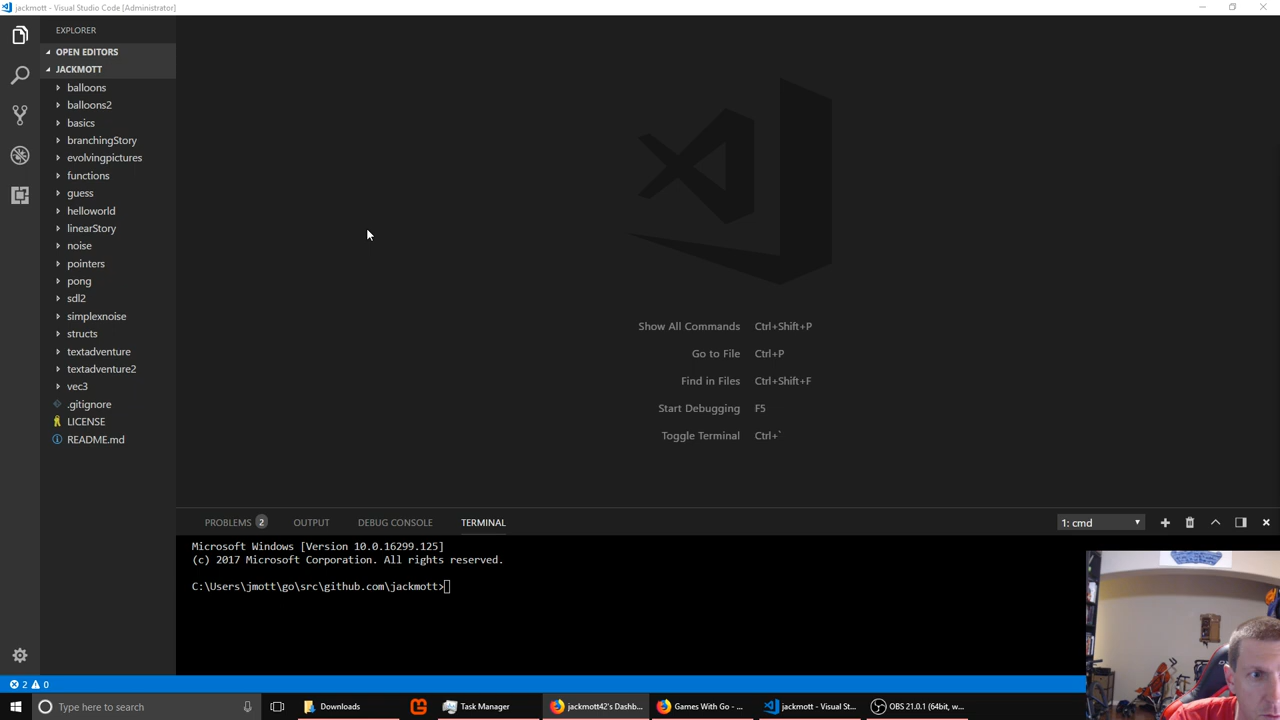 jackmott - Visual Studio Code [Administrator]
EXPLORER
OPEN EDITORS
JACKMOTT
balloons
balloons2
basics
branchingStory
evolvingpictures
functions
guess
helloworld
linearStory
noise
pointers
pong
sdl2
simplexnoise
structs
textadventure
textadventure2
vec3
.gitignore
LICENSE
README.md
Show All Commands Ctrl+Shift+P
Go to File Ctrl+P
Find in Files Ctrl+Shift+F
Start Debugging F5
Toggle Terminal Ctrl+`
PROBLEMS 2 OUTPUT DEBUG CONSOLE TERMINAL 1: cmd
Microsoft Windows [Version 10.0.16299.125]
(c) 2017 Microsoft Corporation. All rights reserved.
C:\Users\jmott\go\src\github.com\jackmott>
2 0
Type here to search Downloads Task Manager jackmott42's Dashb... Games With Go - ... jackmott - Visual St... OBS 21.0.1 (64bit, w...